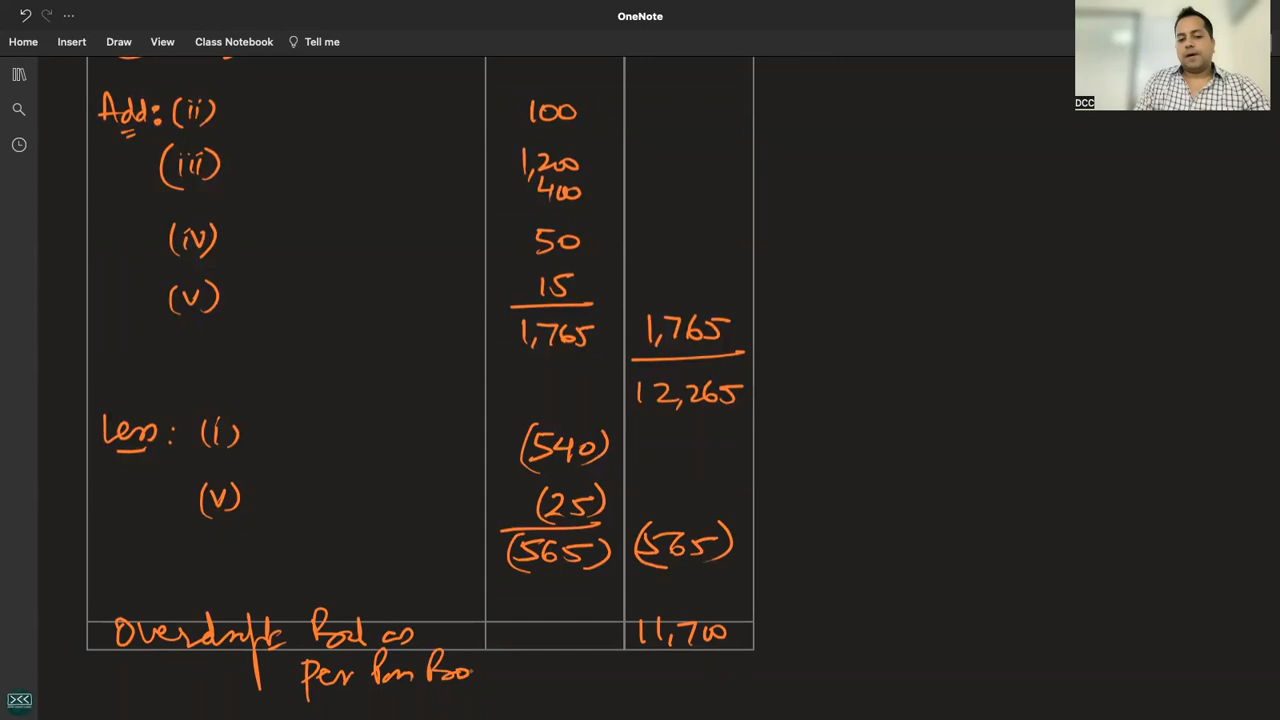 OneNote
Home Insert Draw View Class Notebook Tell me
DCC
Add: (ii) 100
(iii) 1,200
400
(iv) 50
(v) 15
1,765 1,765
12,265
Less: (i) (540)
(v) (25)
(565) (565)
Overdraft Bal as 11,700
per Pass Boo